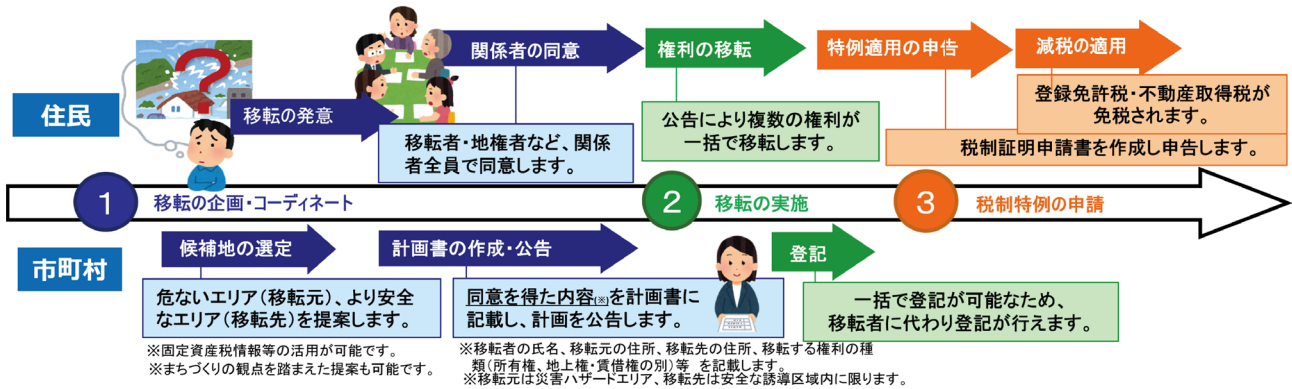 関係者の同意
権利の移転
特例適用の申告
減税の適用
住民
移転の発意
移転者・地権者など、関係
者全員で同意します。
公告により複数の権利が
一括で移転します。
登録免許税・不動産取得税が
免税されます。
税制証明申請書を作成し申告します。
1
移転の企画・コーディネート
2
移転の実施
3
税制特例の申請
市町村
候補地の選定
計画書の作成・公告
登記
危ないエリア(移転元)、より安全
なエリア(移転先)を提案します。
同意を得た内容(※)を計画書に
記載し、計画を公告します。
一括で登記が可能なため、
移転者に代わり登記が行えます。
※固定資産税情報等の活用が可能です。
※まちづくりの観点を踏まえた提案も可能です。
※移転者の氏名、移転元の住所、移転先の住所、移転する権利の種
類(所有権、地上権・賃借権の別)等 を記載します。
※移転元は災害ハザードエリア、移転先は安全な誘導区域内に限ります。